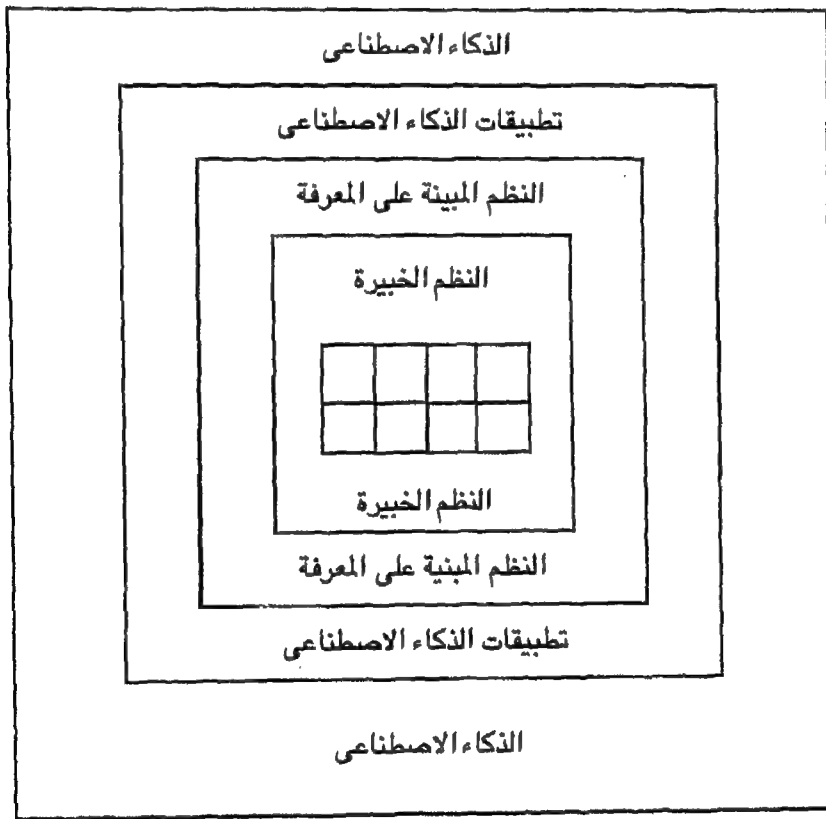 الذكاء الاصطناعى
تطبيقات الذكاء الاصطناعى
النظم المبينة على المعرفة
النظم الخبيرة
النظم الخبيرة
النظم المبنية على المعرفة
تطبيقات الذكاء الاصطناعى
الذكاء الاصطناعى